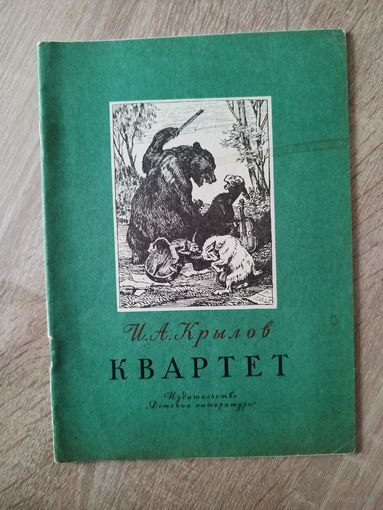 И.А.Крылов
КВАРТЕТ
Издательство
„Детская литература“